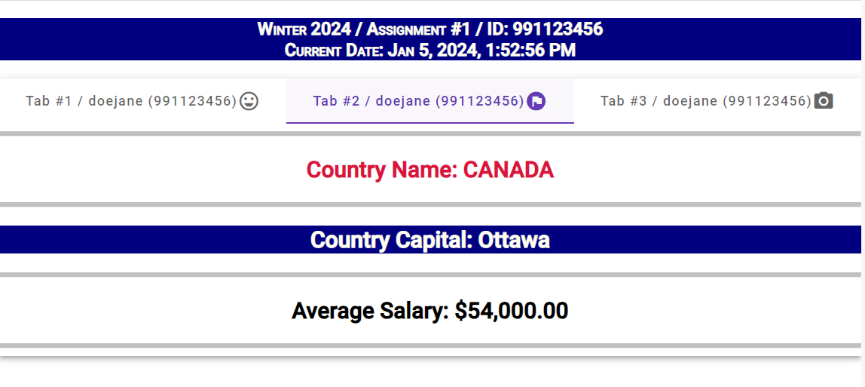 Winter 2024 / Assignment #1 / ID: 991123456
Current Date: Jan 5, 2024, 1:52:56 PM
Tab #1 / doejane (991123456) Tab #2 / doejane (991123456) Tab #3 / doejane (991123456)
Country Name: CANADA
Country Capital: Ottawa
Average Salary: $54,000.00